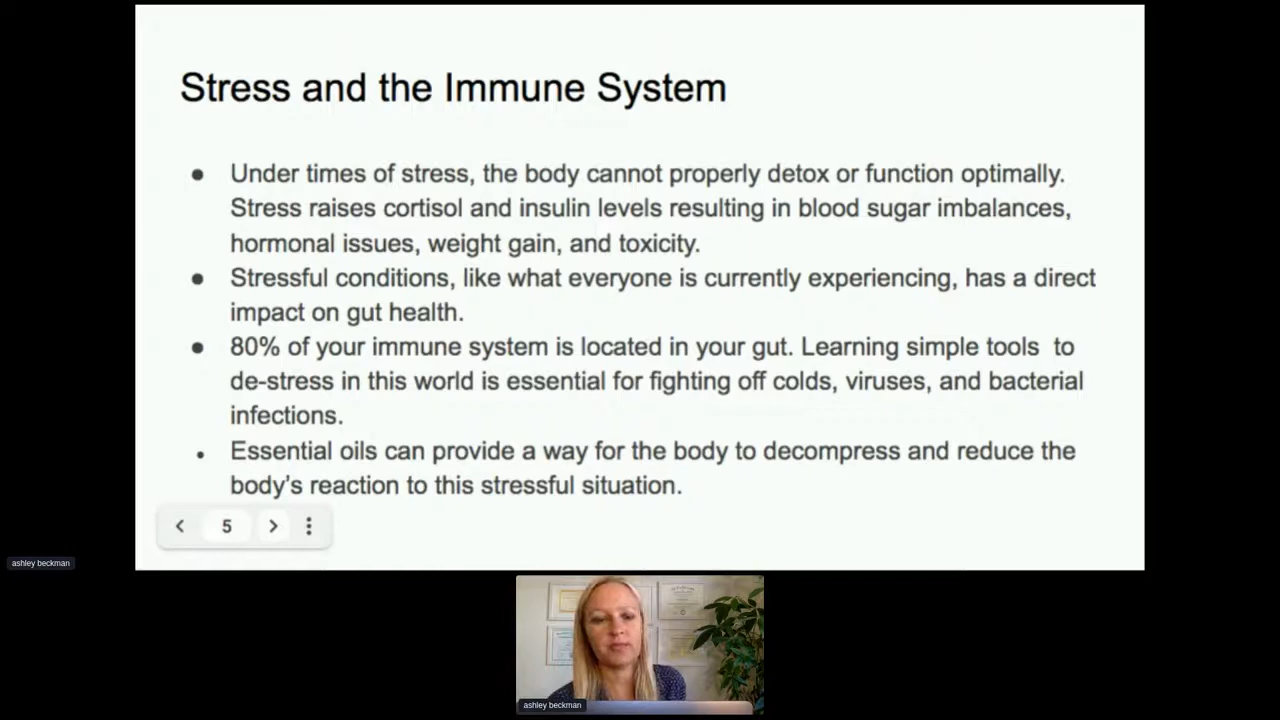 Stress and the Immune System
● Under times of stress, the body cannot properly detox or function optimally.
Stress raises cortisol and insulin levels resulting in blood sugar imbalances,
hormonal issues, weight gain, and toxicity.
● Stressful conditions, like what everyone is currently experiencing, has a direct
impact on gut health.
● 80% of your immune system is located in your gut. Learning simple tools  to
de-stress in this world is essential for fighting off colds, viruses, and bacterial
infections.
● Essential oils can provide a way for the body to decompress and reduce the
body's reaction to this stressful situation.
5
ashley beckman
ashley beckman